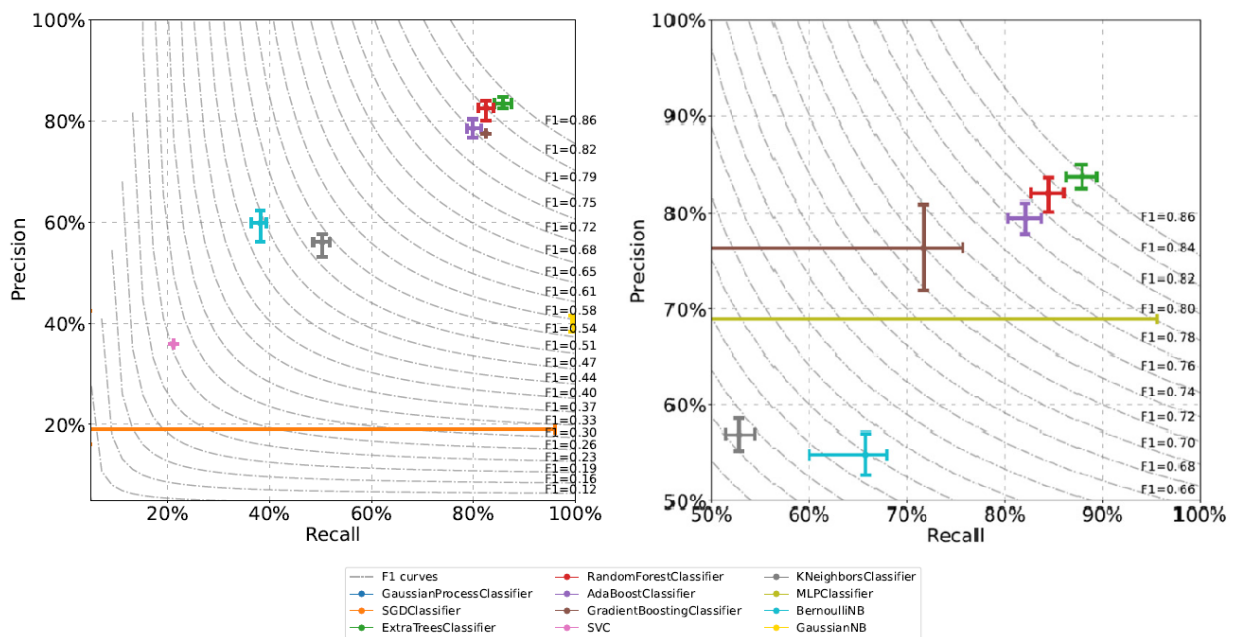 100%
80%
60%
40%
20%
Precision
F1=0.86
F1=0.82
F1=0.79
F1=0.75
F1=0.72
F1=0.68
F1=0.65
F1=0.61
F1=0.58
F1=0.54
F1=0.51
F1=0.47
F1=0.44
F1=0.40
F1=0.37
F1=0.33
F1=0.30
F1=0.26
F1=0.23
F1=0.19
F1=0.16
F1=0.12
20% 40% 60% 80% 100%
Recall
100%
90%
80%
70%
60%
50%
Precision
F1=0.86
F1=0.84
F1=0.82
F1=0.80
F1=0.78
F1=0.76
F1=0.74
F1=0.72
F1=0.70
F1=0.68
F1=0.66
50% 60% 70% 80% 90% 100%
Recall
F1 curves
GaussianProcessClassifier
SGDClassifier
ExtraTreesClassifier
RandomForestClassifier
AdaBoostClassifier
GradientBoostingClassifier
SVC
KNeighborsClassifier
MLPClassifier
BernoulliNB
GaussianNB